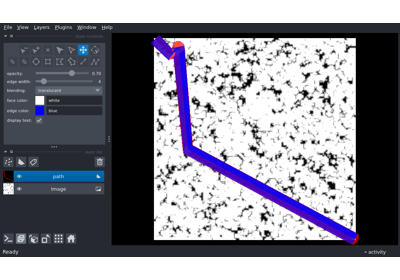 File View Layers Plugins Window Help
opacity: 0.70
edge width: 4
blending: translucent
face color: white
edge color: blue
display text:
path
Image
Ready
activity